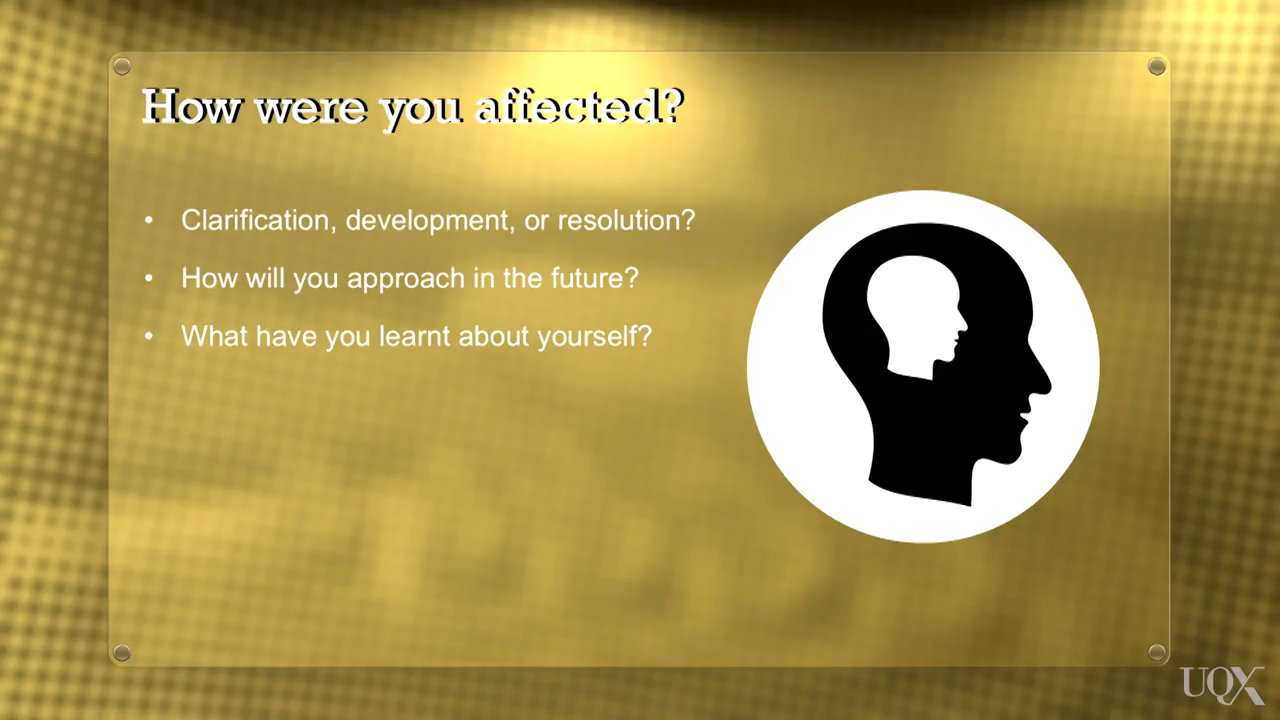 How were you affected?
• Clarification, development, or resolution?
• How will you approach in the future?
• What have you learnt about yourself?
UQX